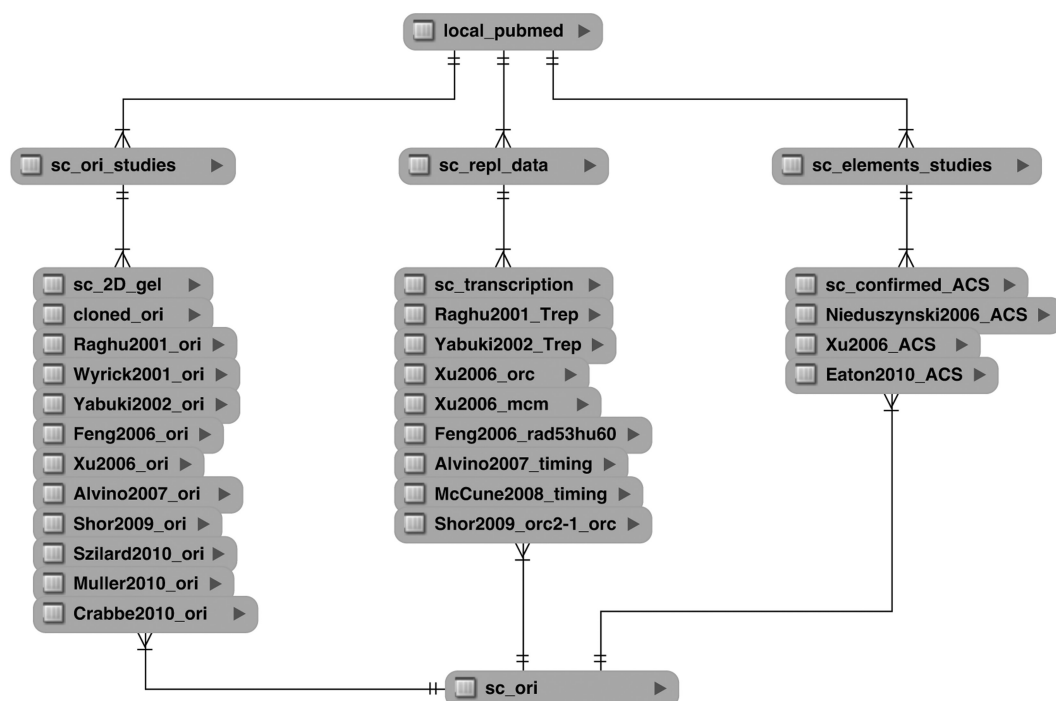 local_pubmed
sc_ori_studies
sc_repl_data
sc_elements_studies
sc_2D_gel
cloned_ori
Raghu2001_ori
Wyrick2001_ori
Yabuki2002_ori
Feng2006_ori
Xu2006_ori
Alvino2007_ori
Shor2009_ori
Szilard2010_ori
Muller2010_ori
Crabbe2010_ori
sc_transcription
Raghu2001_Trep
Yabuki2002_Trep
Xu2006_orc
Xu2006_mcm
Feng2006_rad53hu60
Alvino2007_timing
McCune2008_timing
Shor2009_orc2-1_orc
sc_confirmed_ACS
Nieduszynski2006_ACS
Xu2006_ACS
Eaton2010_ACS
sc_ori